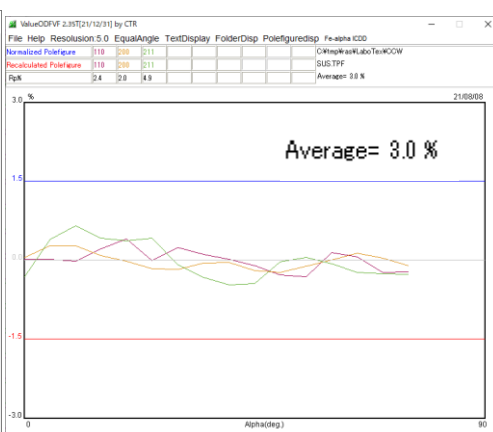 ValueODFVF 2.35T[21/12/31] by CTR
File Help Resolusion:5.0 EqualAngle TextDisplay FolderDisp Polefiguredisp Fe-alpha ICDD
Normalized Polefigure 110 200 211 C:¥tmp¥ras¥LaboTex¥CCW
Recalculated Polefigure 110 200 211 SUS.TPF
Rp% 2.4 2.0 4.9 Average= 3.0 %
3.0 % 21/08/08
Average= 3.0 %
1.5
0.0
-1.5
-3.0
0 Alpha(deg.) 90